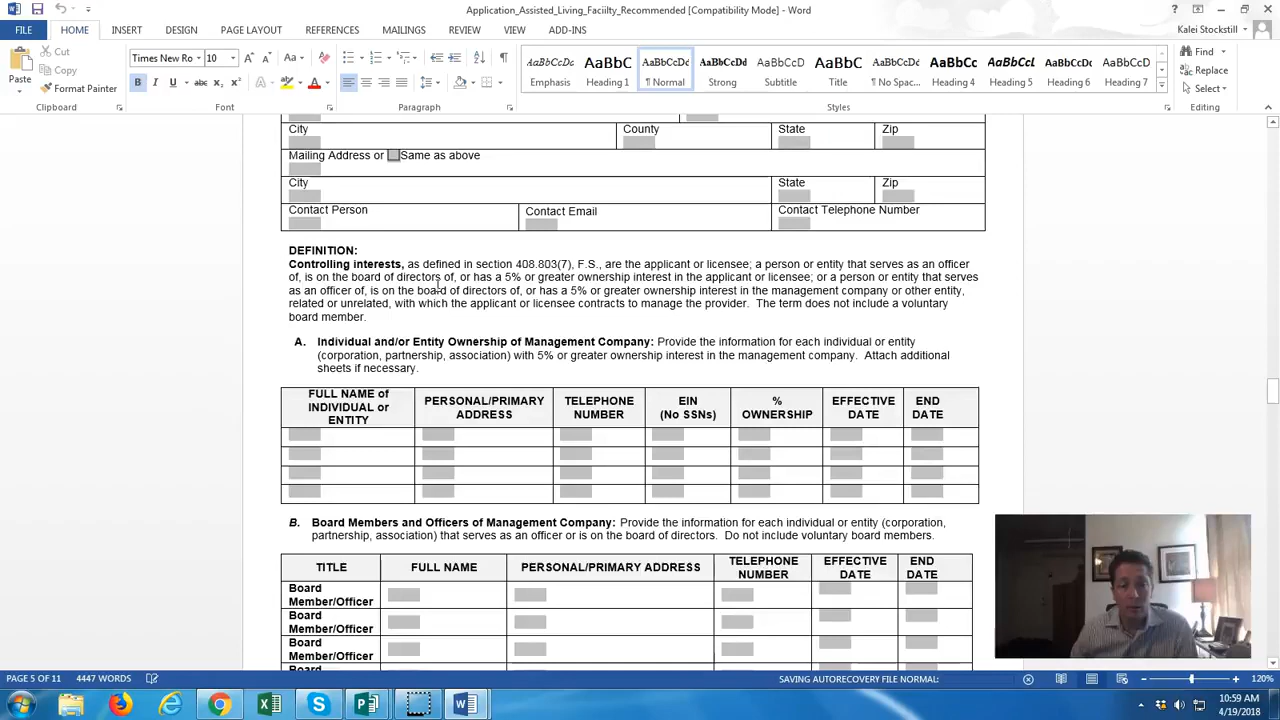 Application_Assisted_Living_Faciilty_Recommended [Compatibility Mode] - Word
FILE HOME INSERT DESIGN PAGE LAYOUT REFERENCES MAILINGS REVIEW VIEW ADD-INS Kalei Stockstill
Paste
Cut
Copy
Format Painter
Times New Ro 10
AaBbCcDc AaBbC AaBbCcDd AaBbCcDc AaBbCcDd AaBbC AaBbCcD AaBbCc AaBbCcDc AaBbCcDd AaBbCcD
Emphasis Heading 1 ¶ Normal Strong Subtitle Title ¶ No Spac... Heading 4 Heading 5 Heading 6 Heading 7
Find
Replace
Select
Clipboard Font Paragraph Styles Editing
City County State Zip
Mailing Address or Same as above
City State Zip
Contact Person Contact Email Contact Telephone Number
DEFINITION:
Controlling interests, as defined in section 408.803(7), F.S., are the applicant or licensee; a person or entity that serves as an officer
of, is on the board of directors of, or has a 5% or greater ownership interest in the applicant or licensee; or a person or entity that serves
as an officer of, is on the board of directors of, or has a 5% or greater ownership interest in the management company or other entity,
related or unrelated, with which the applicant or licensee contracts to manage the provider. The term does not include a voluntary
board member.
A. Individual and/or Entity Ownership of Management Company: Provide the information for each individual or entity
(corporation, partnership, association) with 5% or greater ownership interest in the management company. Attach additional
sheets if necessary.
FULL NAME of
INDIVIDUAL or
ENTITY
PERSONAL/PRIMARY
ADDRESS
TELEPHONE
NUMBER
EIN
(No SSNs)
%
OWNERSHIP
EFFECTIVE
DATE
END
DATE
B. Board Members and Officers of Management Company: Provide the information for each individual or entity (corporation,
partnership, association) that serves as an officer or is on the board of directors. Do not include voluntary board members.
TITLE
FULL NAME
PERSONAL/PRIMARY ADDRESS
TELEPHONE
NUMBER
EFFECTIVE
DATE
END
DATE
Board
Member/Officer
Board
Member/Officer
Board
Member/Officer
PAGE 5 OF 11 4447 WORDS SAVING AUTORECOVERY FILE NORMAL: 120%
10:59 AM
4/19/2018